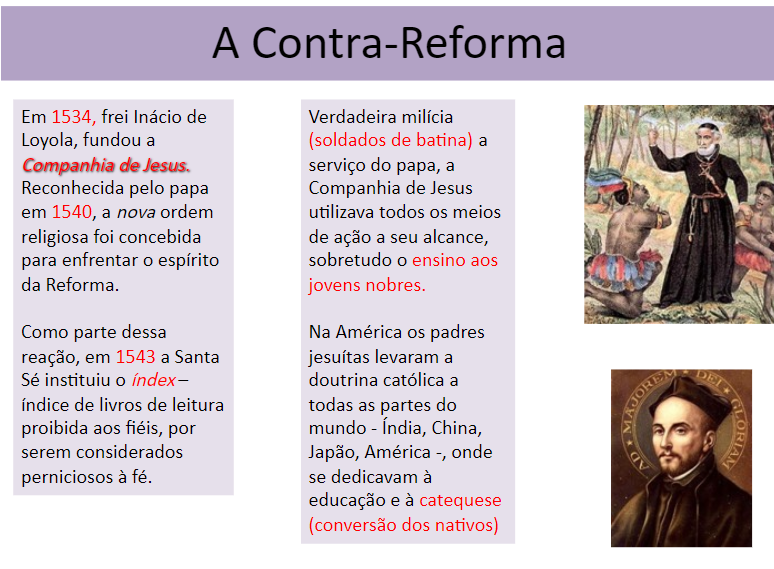 A Contra-Reforma
Em 1534, frei Inácio de
Loyola, fundou a
Companhia de Jesus.
Reconhecida pelo papa
em 1540, a nova ordem
religiosa foi concebida
para enfrentar o espírito
da Reforma.
Como parte dessa
reação, em 1543 a Santa
Sé instituiu o índex –
índice de livros de leitura
proibida aos fiéis, por
serem considerados
perniciosos à fé.
Verdadeira milícia
(soldados de batina) a
serviço do papa, a
Companhia de Jesus
utilizava todos os meios
de ação a seu alcance,
sobretudo o ensino aos
jovens nobres.
Na América os padres
jesuítas levaram a
doutrina católica a
todas as partes do
mundo - Índia, China,
Japão, América -, onde
se dedicavam à
educação e à catequese
(conversão dos nativos)
AD MAJOREM DEI GLORIAM